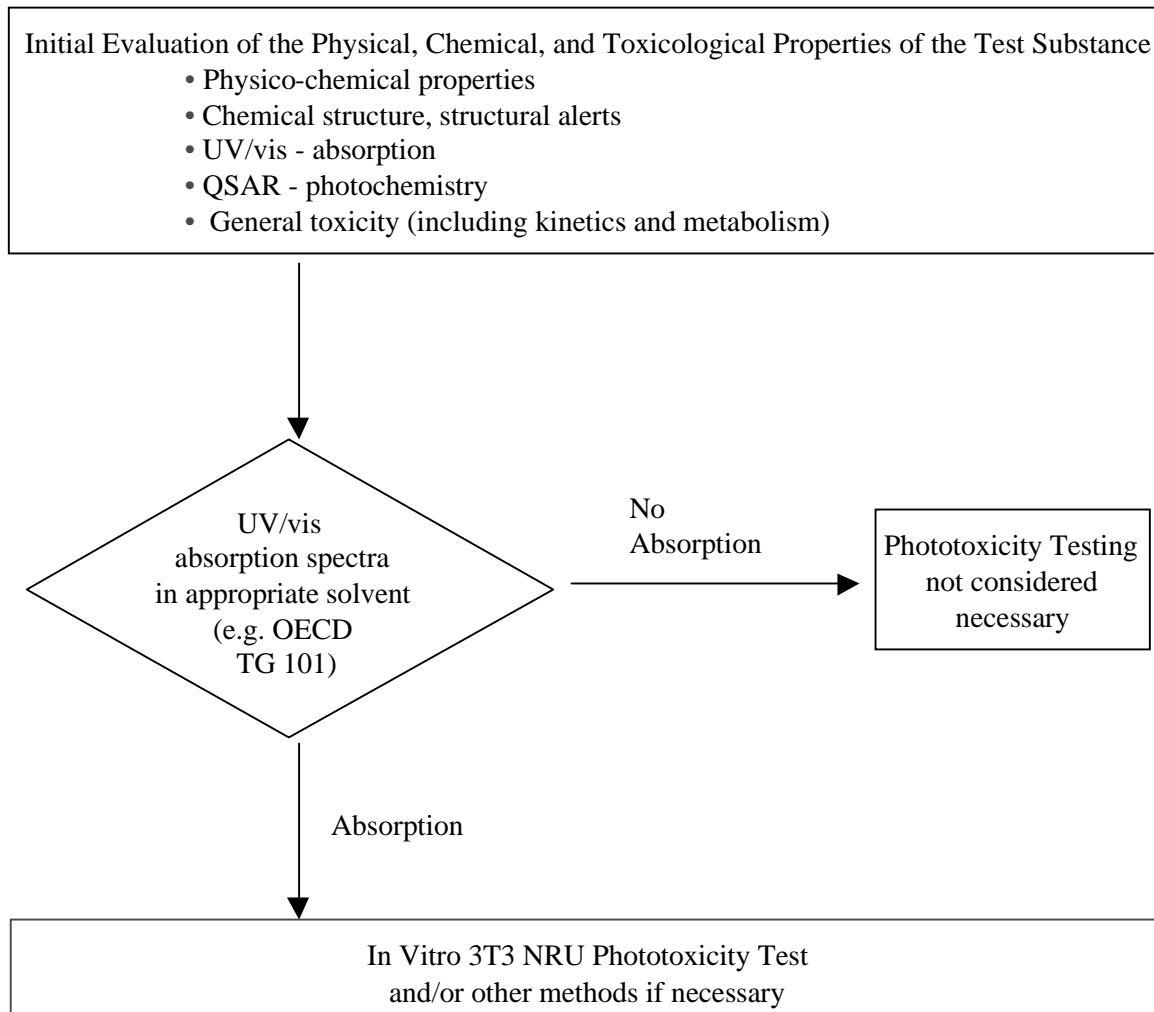 Initial Evaluation of the Physical, Chemical, and Toxicological Properties of the Test Substance
• Physico-chemical properties
• Chemical structure, structural alerts
• UV/vis - absorption
• QSAR - photochemistry
• General toxicity (including kinetics and metabolism)
UV/vis
absorption spectra
in appropriate solvent
(e.g. OECD
TG 101)
No
Absorption
Phototoxicity Testing
not considered
necessary
Absorption
In Vitro 3T3 NRU Phototoxicity Test
and/or other methods if necessary